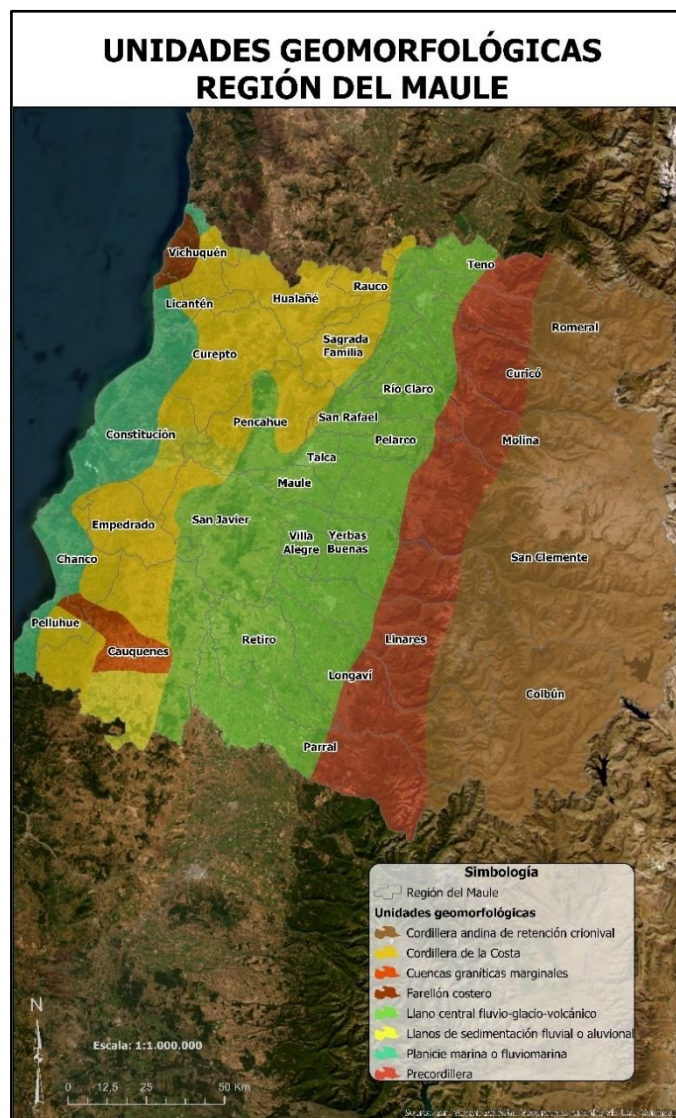 UNIDADES GEOMORFOLÓGICAS
REGIÓN DEL MAULE
Vichuquén
Teno
Rauco
Licantén
Hualañé
Romeral
Sagrada
Familia
Curepto
Curicó
Río Claro
San Rafael
Pencahue
Constitución
Pelarco
Molina
Talca
Maule
San Javier
Empedrado
Villa
Alegre
Yerbas
Buenas
Chanco
San Clemente
Pelluhue
Cauquenes
Retiro
Linares
Longaví
Colbún
Parral
Simbología
Región del Maule
Unidades geomorfológicas
Cordillera andina de retención crionival
Cordillera de la Costa
Cuencas graníticas marginales
Farellón costero
Llano central fluvio-glacio-volcánico
Llanos de sedimentación fluvial o aluvional
Planicie marina o fluviomarina
Precordillera
N
Escala: 1:1.000.000
0 12,5 25 50 Km